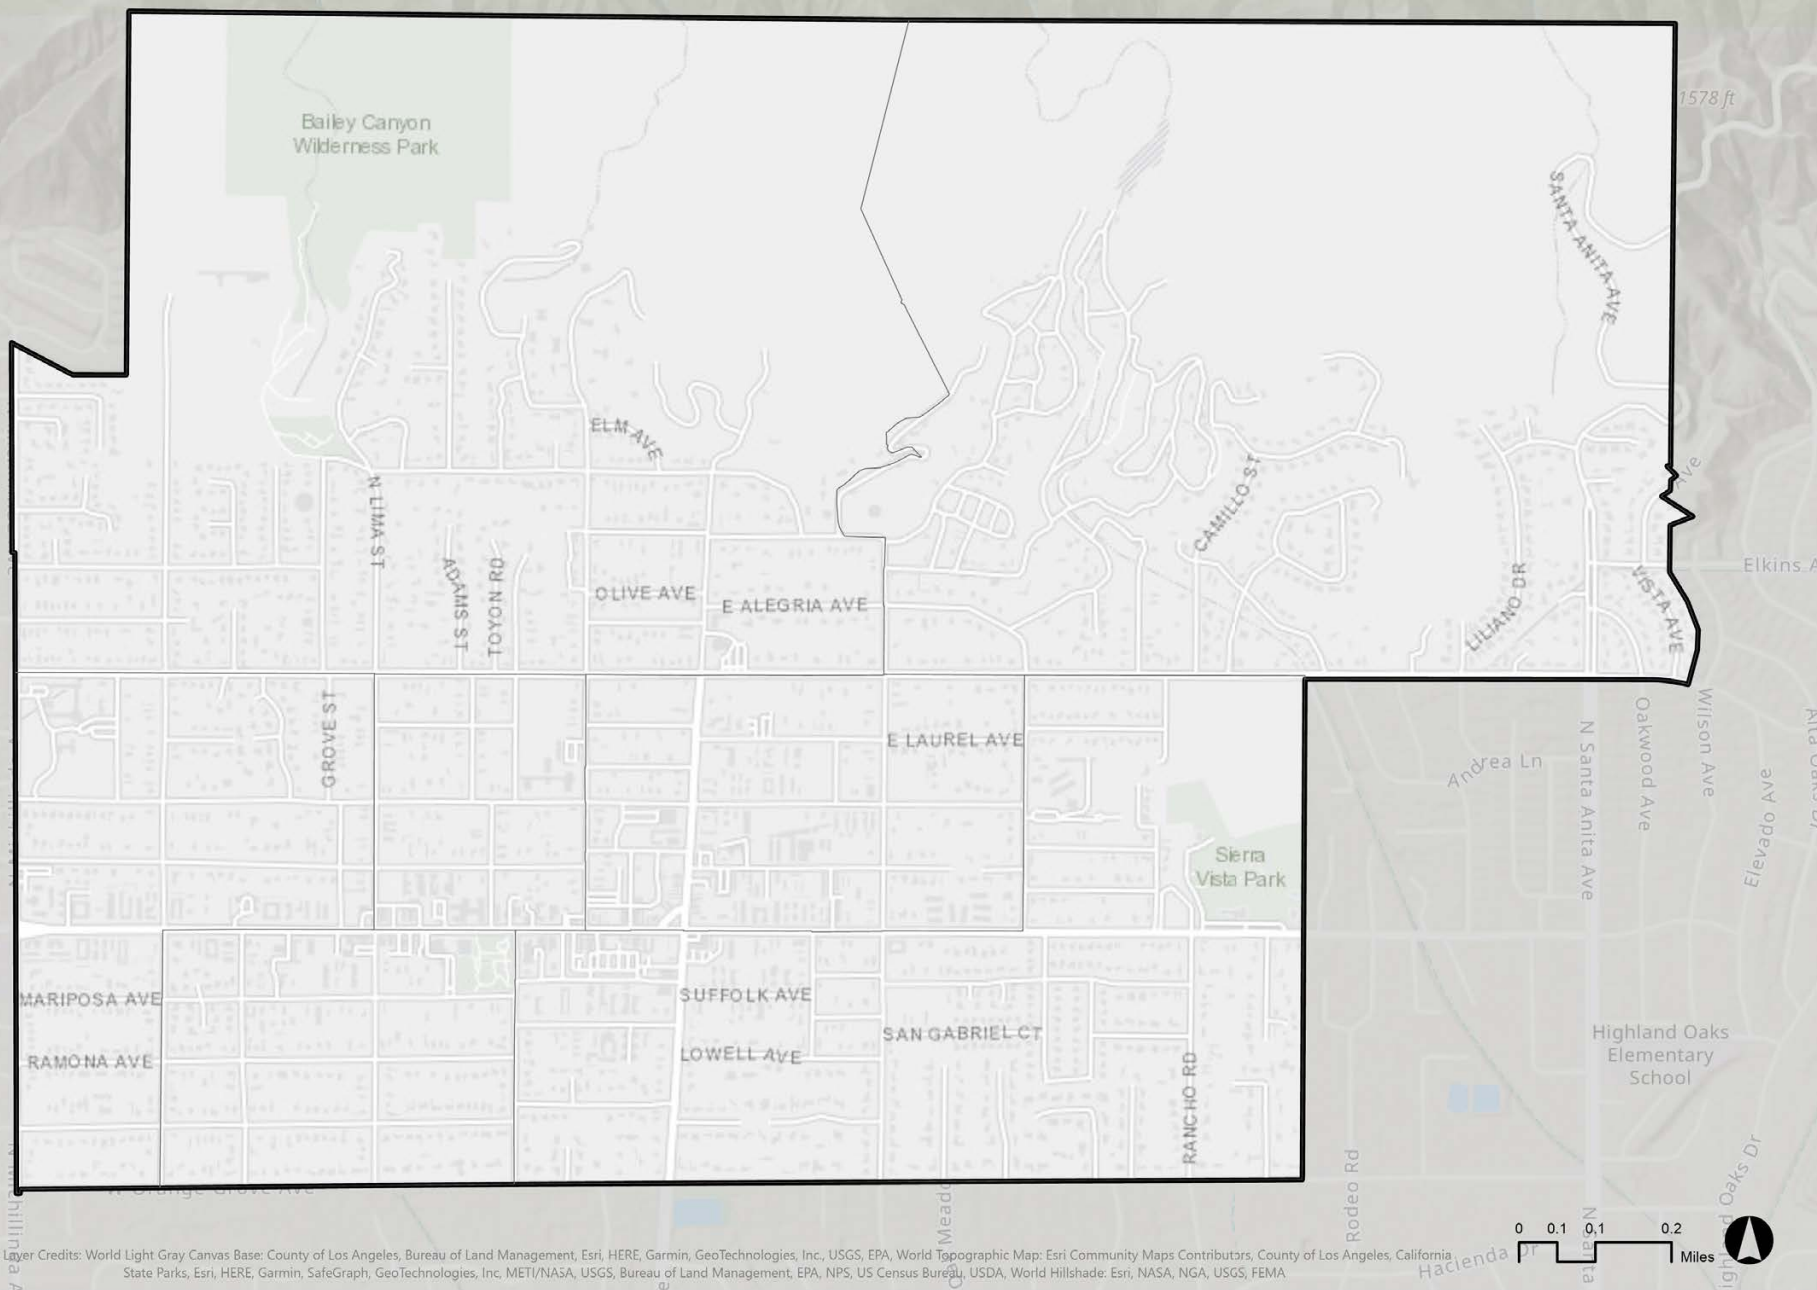 Bailey Canyon
Wilderness Park
1578 ft
SANTA ANITA AVE
ELM AVE
Ave
N LIMA ST
CAMILLO ST
ADAMS ST
TOYON RD
OLIVE AVE
E ALEGRIA AVE
LILIANO DR
VISTA AVE
Elkins A
GROVE ST
E LAUREL AVE
Andrea Ln
N Santa Anita Ave
Oakwood Ave
Wilson Ave
Elevado Ave
Sierra
Vista Park
MARIPOSA AVE
SUFFOLK AVE
SAN GABRIEL CT
RAMONA AVE
LOWELL AVE
RANCHO RD
Highland Oaks
Elementary
School
Rodeo Rd
Hacienda Dr
0 0.1 0.1 0.2
Miles
Layer Credits: World Light Gray Canvas Base: County of Los Angeles, Bureau of Land Management, Esri, HERE, Garmin, GeoTechnologies, Inc., USGS, EPA, World Topographic Map: Esri Community Maps Contributors, County of Los Angeles, California
State Parks, Esri, HERE, Garmin, SafeGraph, GeoTechnologies, Inc, METI/NASA, USGS, Bureau of Land Management, EPA, NPS, US Census Bureau, USDA, World Hillshade: Esri, NASA, NGA, USGS, FEMA